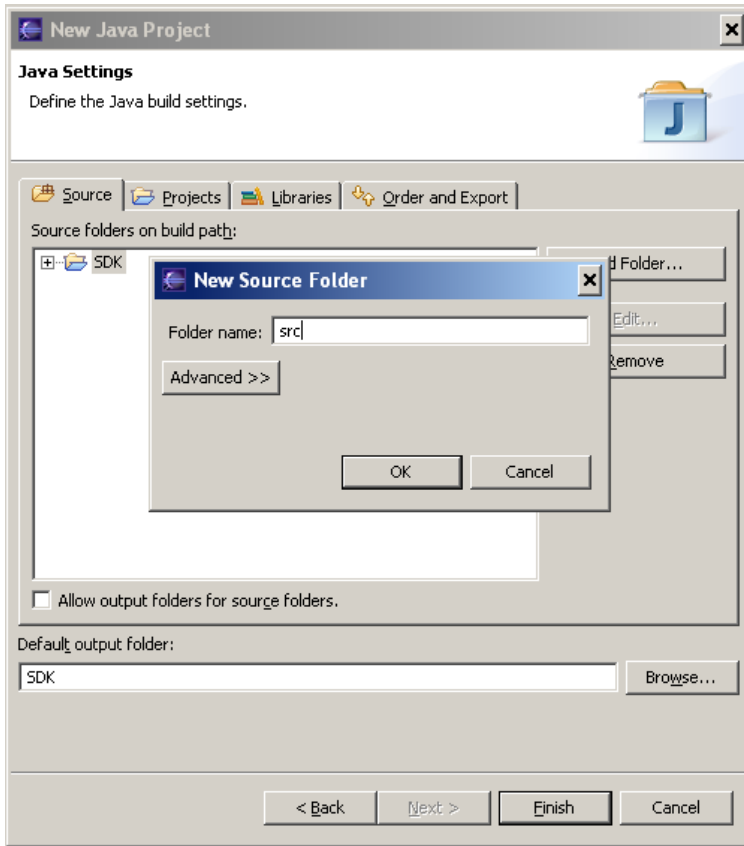 New Java Project
Java Settings
Define the Java build settings.
Source Projects Libraries Order and Export
Source folders on build path:
SDK
d Folder...
New Source Folder
Folder name: src
Edit...
Remove
Advanced >>
OK Cancel
Allow output folders for source folders.
Default output folder:
SDK Browse...
< Back Next > Finish Cancel